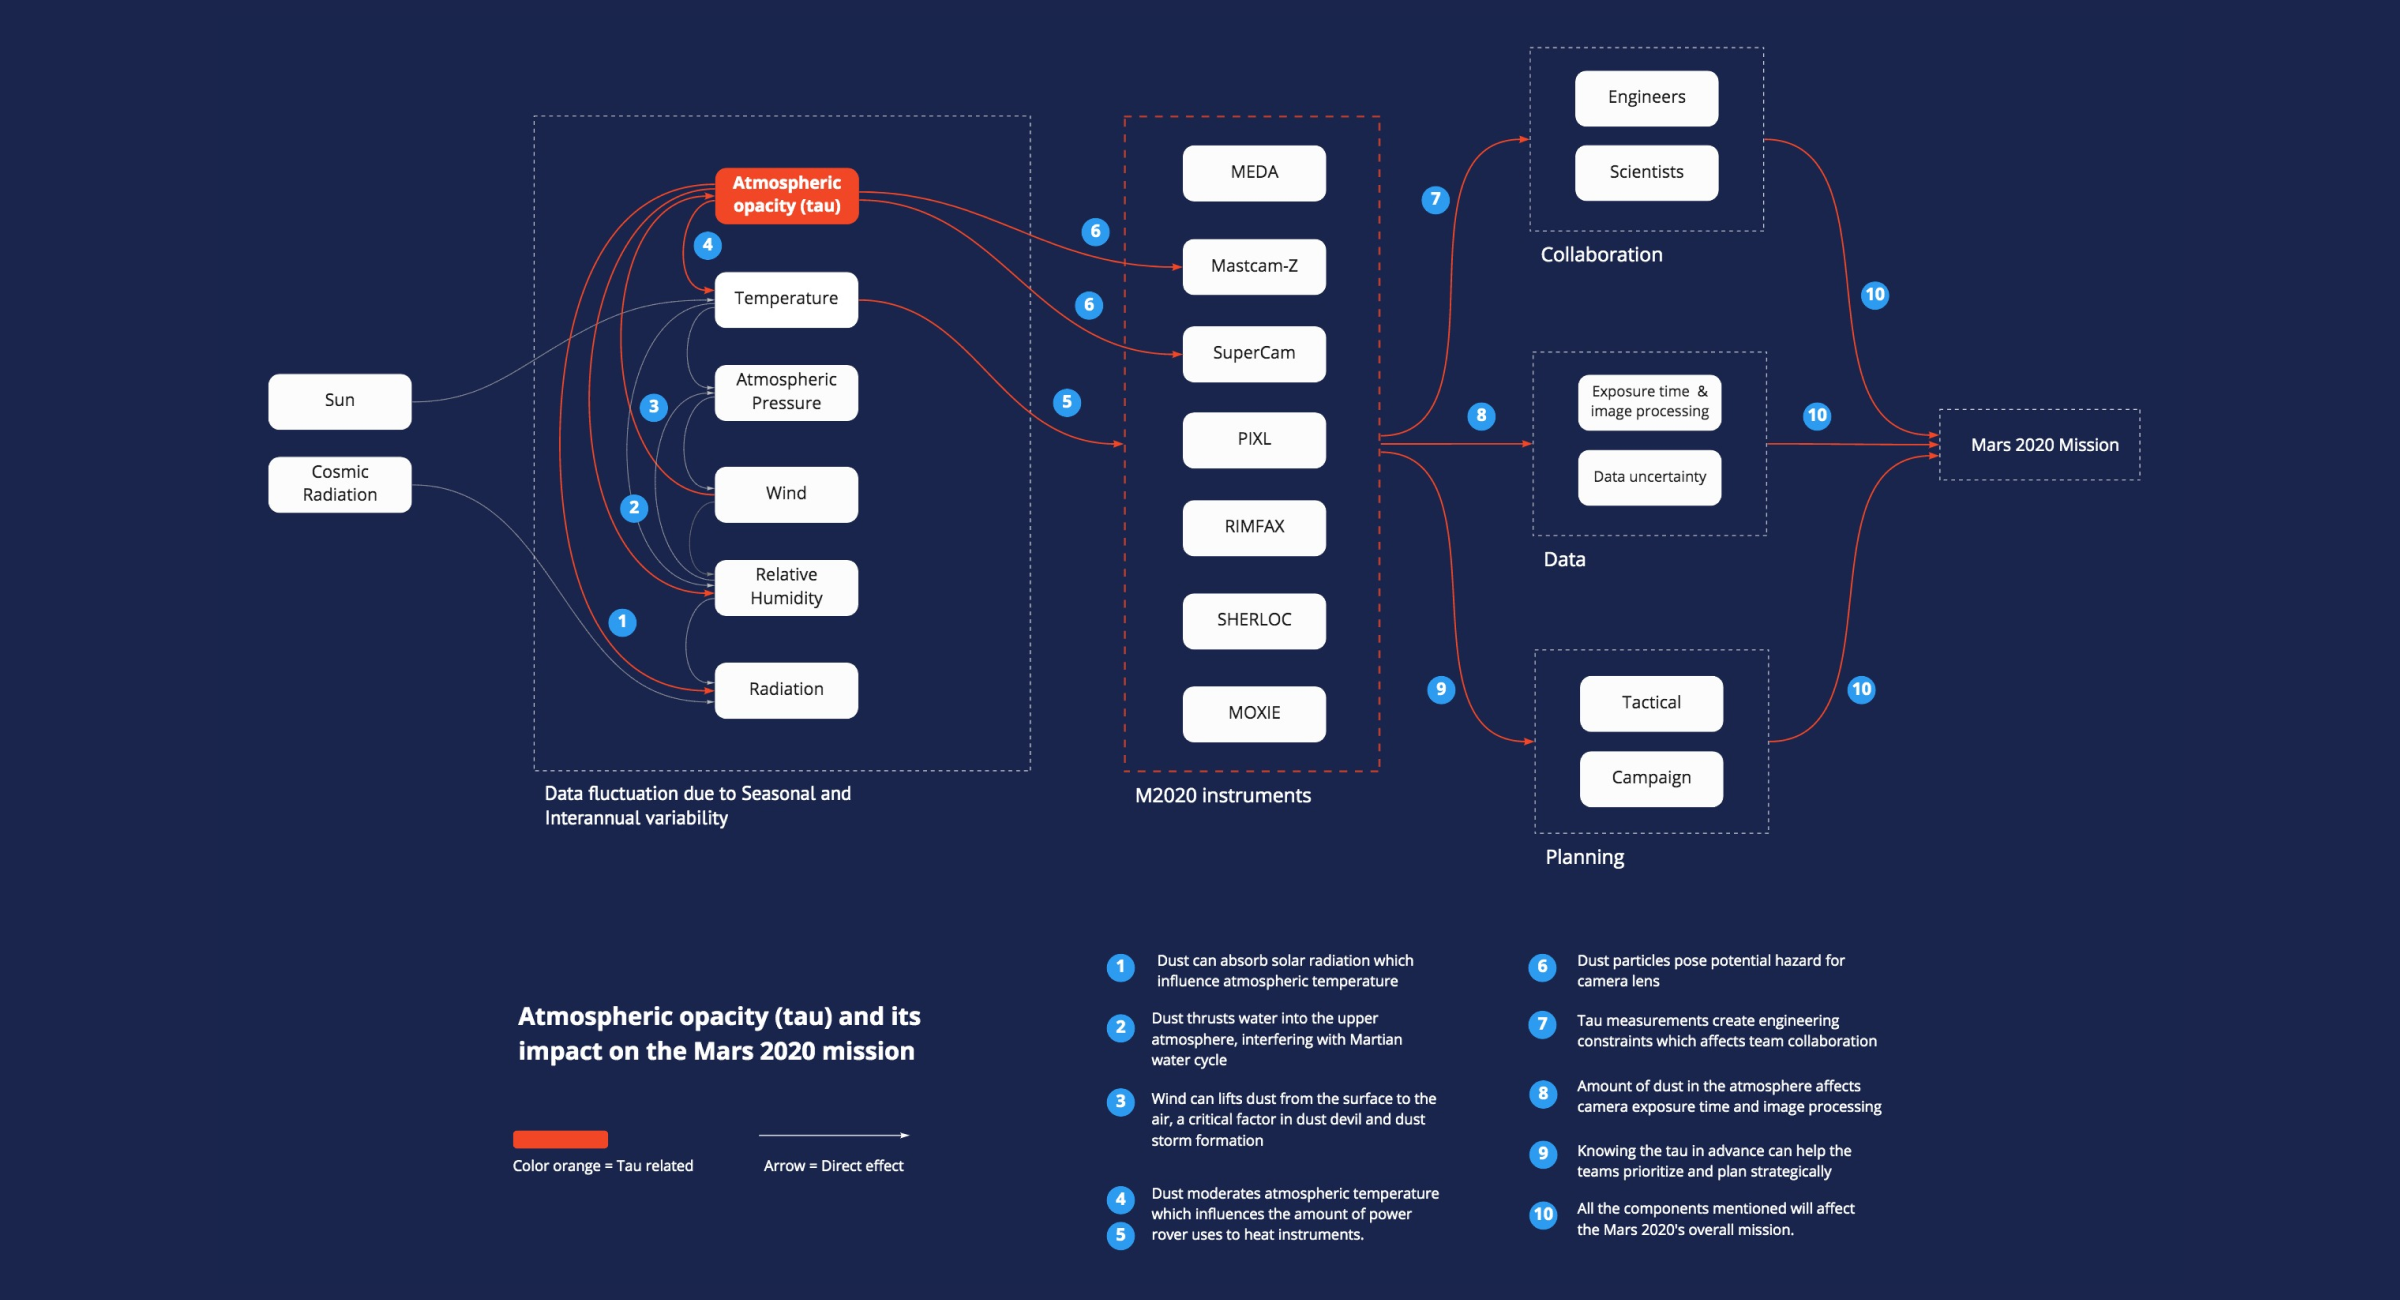 Engineers
Scientists
Collaboration
Atmospheric
opacity (tau)
MEDA
7
4
6
Mastcam-Z
Temperature
6
10
SuperCam
Sun
Atmospheric
Pressure
3
5
PIXL
8
Exposure time &
image processing
10
Mars 2020 Mission
Data uncertainty
Cosmic
Radiation
Wind
2
RIMFAX
Data
Relative
Humidity
1
SHERLOC
Radiation
MOXIE
9
Tactical
10
Campaign
Data fluctuation due to Seasonal and
Interannual variability
M2020 instruments
Planning
Atmospheric opacity (tau) and its
impact on the Mars 2020 mission
Color orange = Tau related
Arrow = Direct effect
1
Dust can absorb solar radiation which
influence atmospheric temperature
2
Dust thrusts water into the upper
atmosphere, interfering with Martian
water cycle
3
Wind can lifts dust from the surface to the
air, a critical factor in dust devil and dust
storm formation
4
5
Dust moderates atmospheric temperature
which influences the amount of power
rover uses to heat instruments.
6
Dust particles pose potential hazard for
camera lens
7
Tau measurements create engineering
constraints which affects team collaboration
8
Amount of dust in the atmosphere affects
camera exposure time and image processing
9
Knowing the tau in advance can help the
teams prioritize and plan strategically
10
All the components mentioned will affect
the Mars 2020's overall mission.